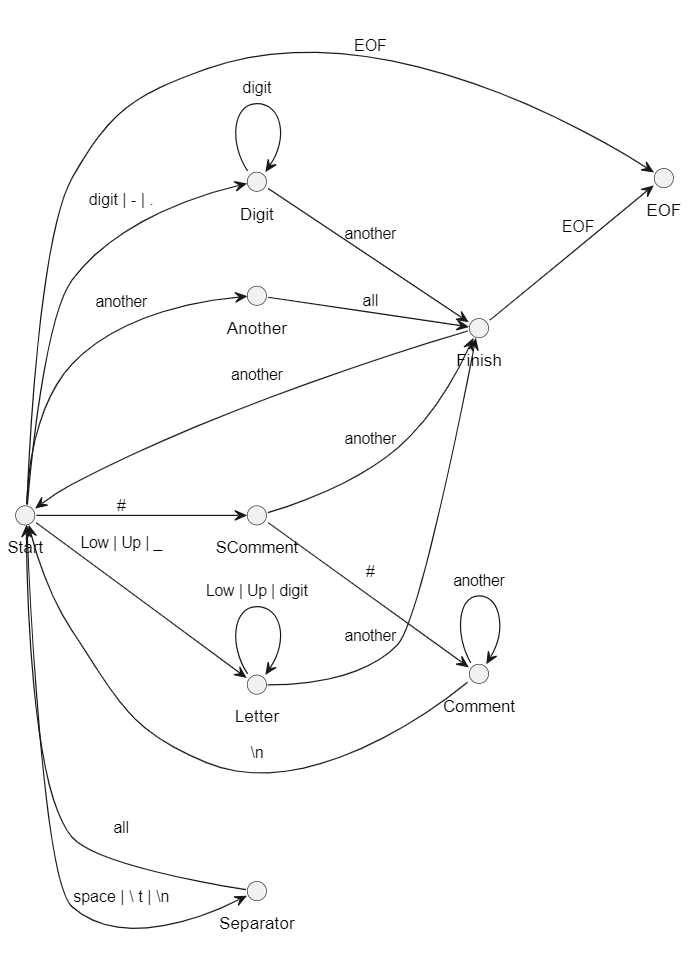 EOF
digit
digit | - | .
Digit
EOF
another
EOF
another
Another
all
Finish
another
another
#
Start
SComment
Low | Up | _
#
Low | Up | digit
another
another
Letter
Comment
\n
all
space | \ t | \n
Separator